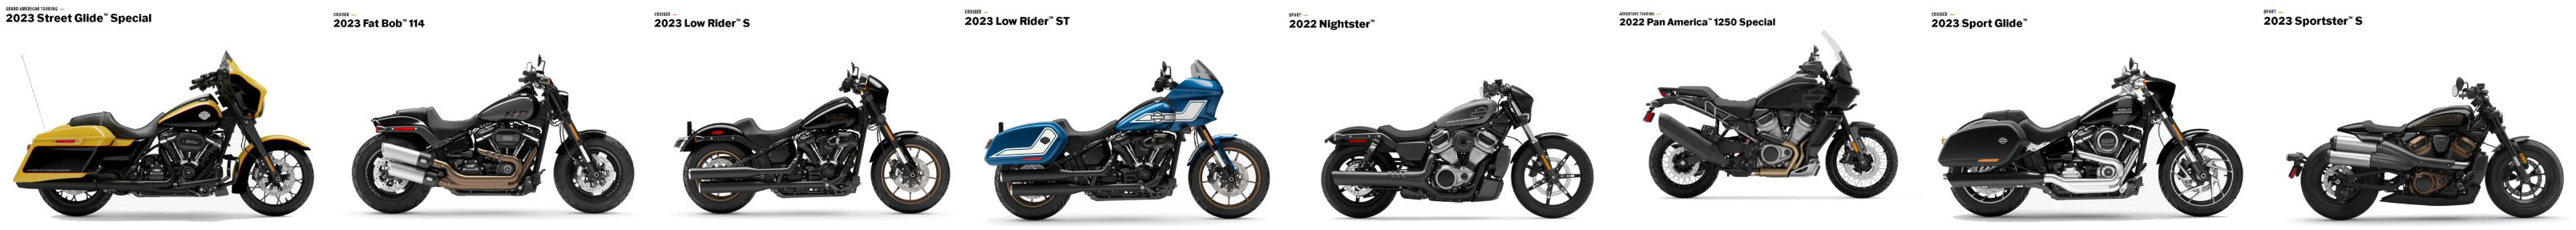 GRAND AMERICAN TOURING —
2023 Street Glide™ Special
CRUISER —
2023 Fat Bob™ 114
CRUISER —
2023 Low Rider™ S
CRUISER —
2023 Low Rider™ ST
SPORT —
2022 Nightster™
ADVENTURE TOURING —
2022 Pan America™ 1250 Special
CRUISER —
2023 Sport Glide™
SPORT —
2023 Sportster™ S